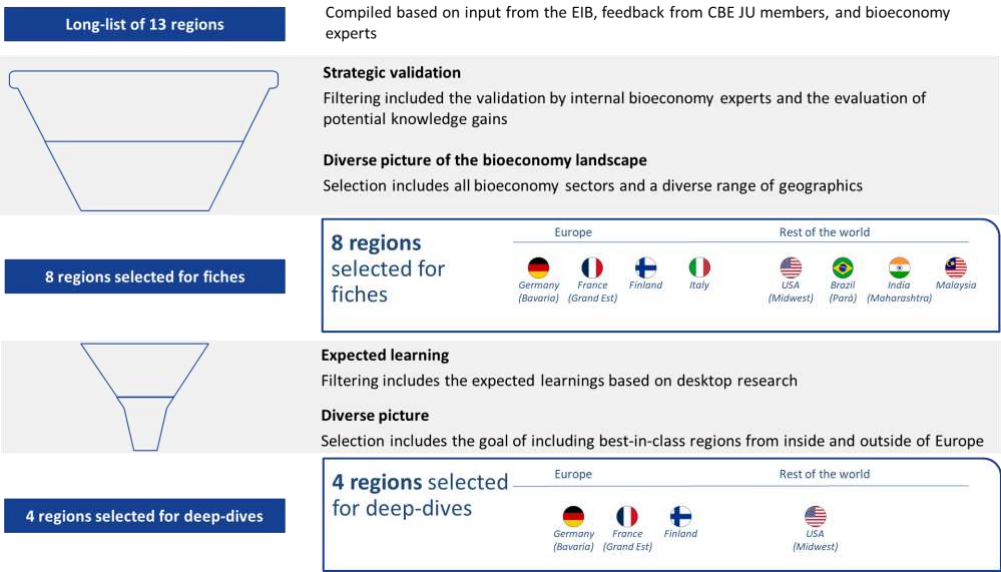 Long-list of 13 regions
Compiled based on input from the EIB, feedback from CBE JU members, and bioeconomy
experts
Strategic validation
Filtering included the validation by internal bioeconomy experts and the evaluation of
potential knowledge gains
Diverse picture of the bioeconomy landscape
Selection includes all bioeconomy sectors and a diverse range of geographics
8 regions selected for fiches
8 regions
selected for
fiches
Europe
Rest of the world
Germany
(Bavaria)
France
(Grand Est)
Finland
Italy
USA
(Midwest)
Brazil
(Pará)
India
(Maharashtra)
Malaysia
Expected learning
Filtering includes the expected learnings based on desktop research
Diverse picture
Selection includes the goal of including best-in-class regions from inside and outside of Europe
4 regions selected for deep-dives
4 regions selected
for deep-dives
Europe
Rest of the world
Germany
(Bavaria)
France
(Grand Est)
Finland
USA
(Midwest)